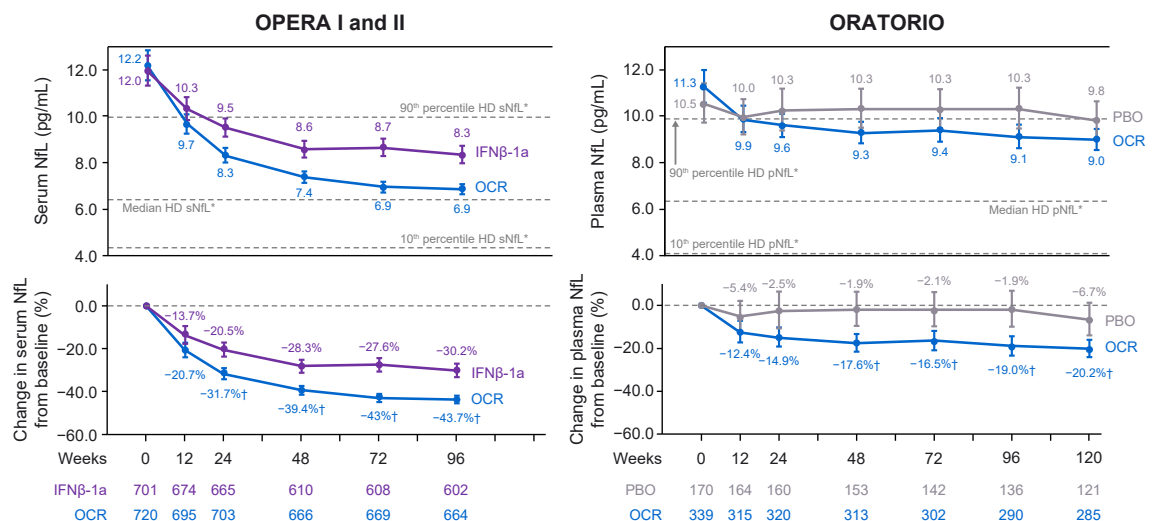 OPERA I and II
Serum NfL (pg/mL)
12.0
10.0
8.0
6.0
4.0
12.2
12.0
10.3
9.5
8.6
8.7
8.3
9.7
8.3
7.4
6.9
6.9
90th percentile HD sNfL*
IFNβ-1a
OCR
Median HD sNfL*
10th percentile HD sNfL*
Change in serum NfL
from baseline (%)
0.0
−20.0
−40.0
−60.0
−13.7%
−20.5%
−28.3%
−27.6%
−30.2%
IFNβ-1a
−20.7%
−31.7%†
−39.4%†
−43%†
−43.7%†
OCR
Weeks 0 12 24 48 72 96
IFNβ-1a 701 674 665 610 608 602
OCR 720 695 703 666 669 664
ORATORIO
Plasma NfL (pg/mL)
12.0
10.0
8.0
6.0
4.0
11.3
10.5
10.0
10.3
10.3
10.3
10.3
9.8
PBO
9.9
9.6
9.3
9.4
9.1
9.0
OCR
90th percentile HD pNfL*
Median HD pNfL*
10th percentile HD pNfL*
Change in plasma NfL
from baseline (%)
0.0
−20.0
−40.0
−60.0
−5.4%
−2.5%
−1.9%
−2.1%
−1.9%
−6.7%
PBO
−12.4%
−14.9%
−17.6%†
−16.5%†
−19.0%†
−20.2%†
OCR
Weeks 0 12 24 48 72 96 120
PBO 170 164 160 153 142 136 121
OCR 339 315 320 313 302 290 285